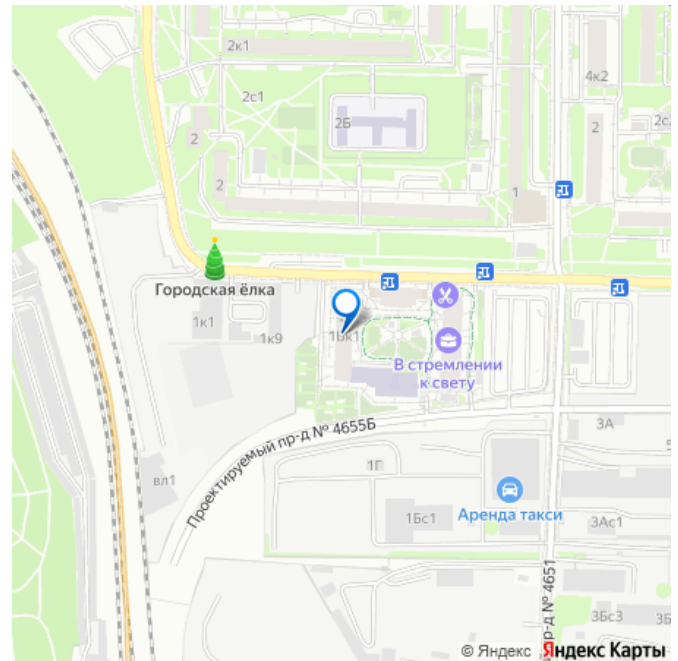 2к1
4к2
2с1
2Б
2
2
2с.
2
1
Городская ёлка
1к1
1к9
1Бк1
В стремлении
к свету
Проектируемый пр-д № 4655Б
3А
1Г
вл1
1Бс1
Аренда такси
3Ас1
пр-д № 4651
3Бс3
3Б
© Яндекс Яндекс Карты